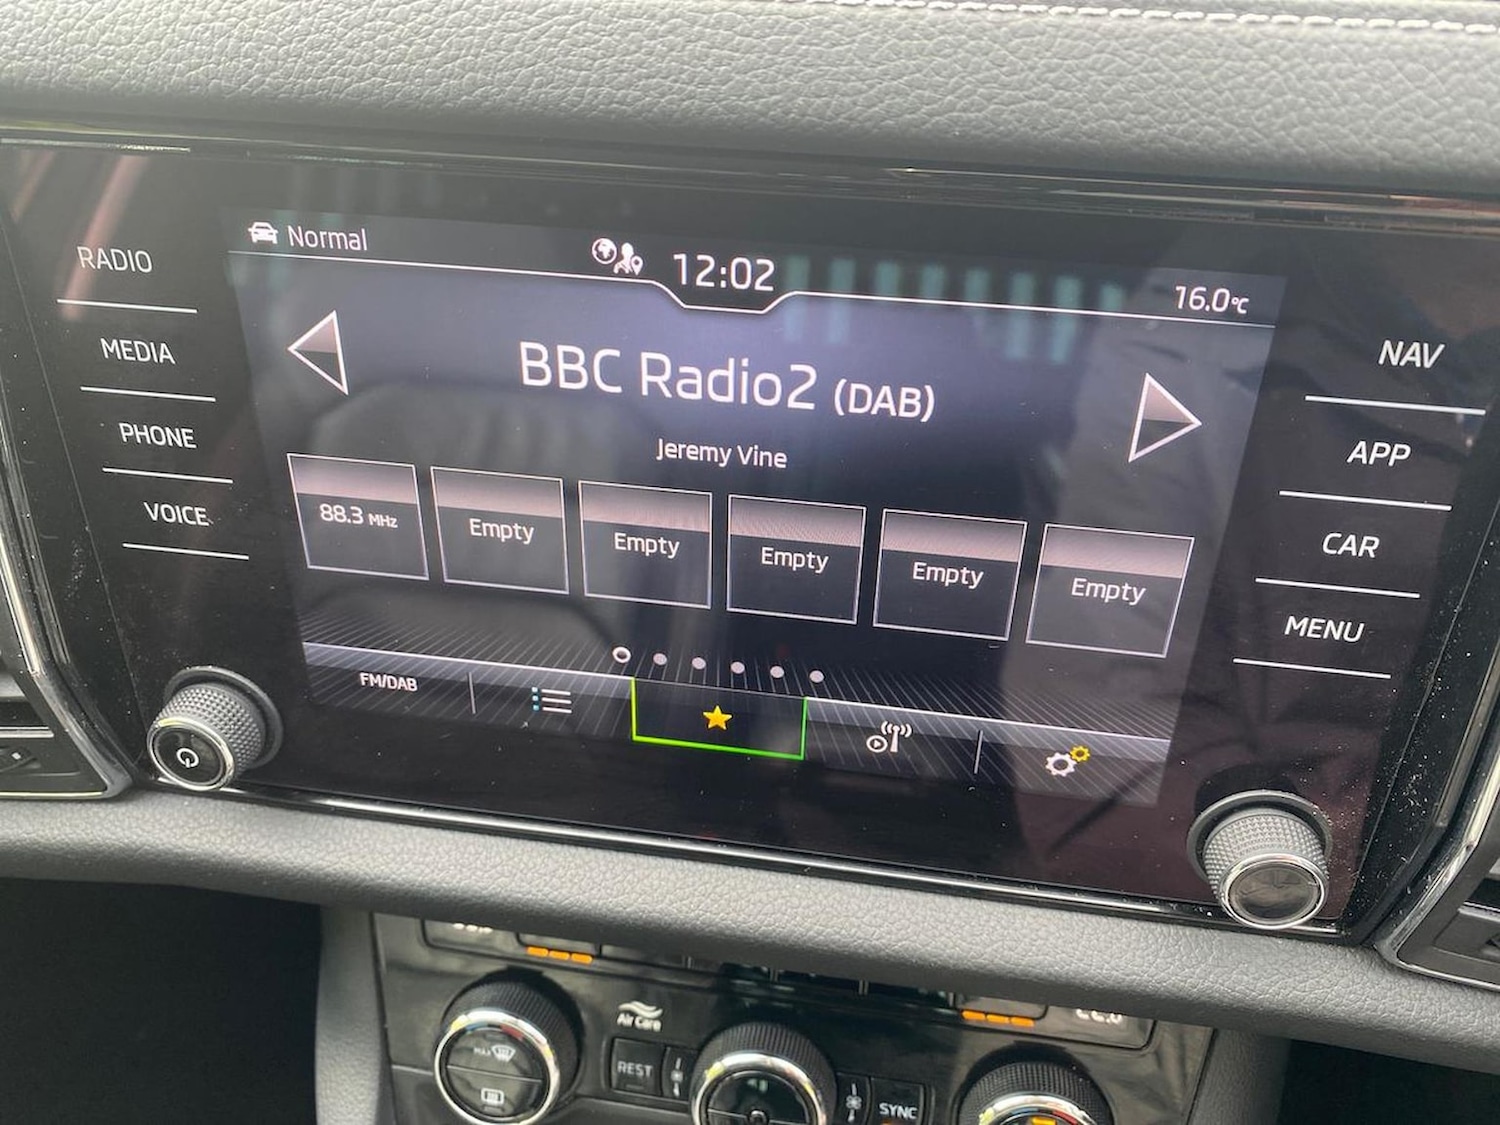 Normal
12:02
16.0°C
RADIO
MEDIA
PHONE
VOICE
BBC Radio2 (DAB)
Jeremy Vine
88.3 MHz
Empty
Empty
Empty
Empty
Empty
FM/DAB
NAV
APP
CAR
MENU
Air Care
MAX
REST
SYNC